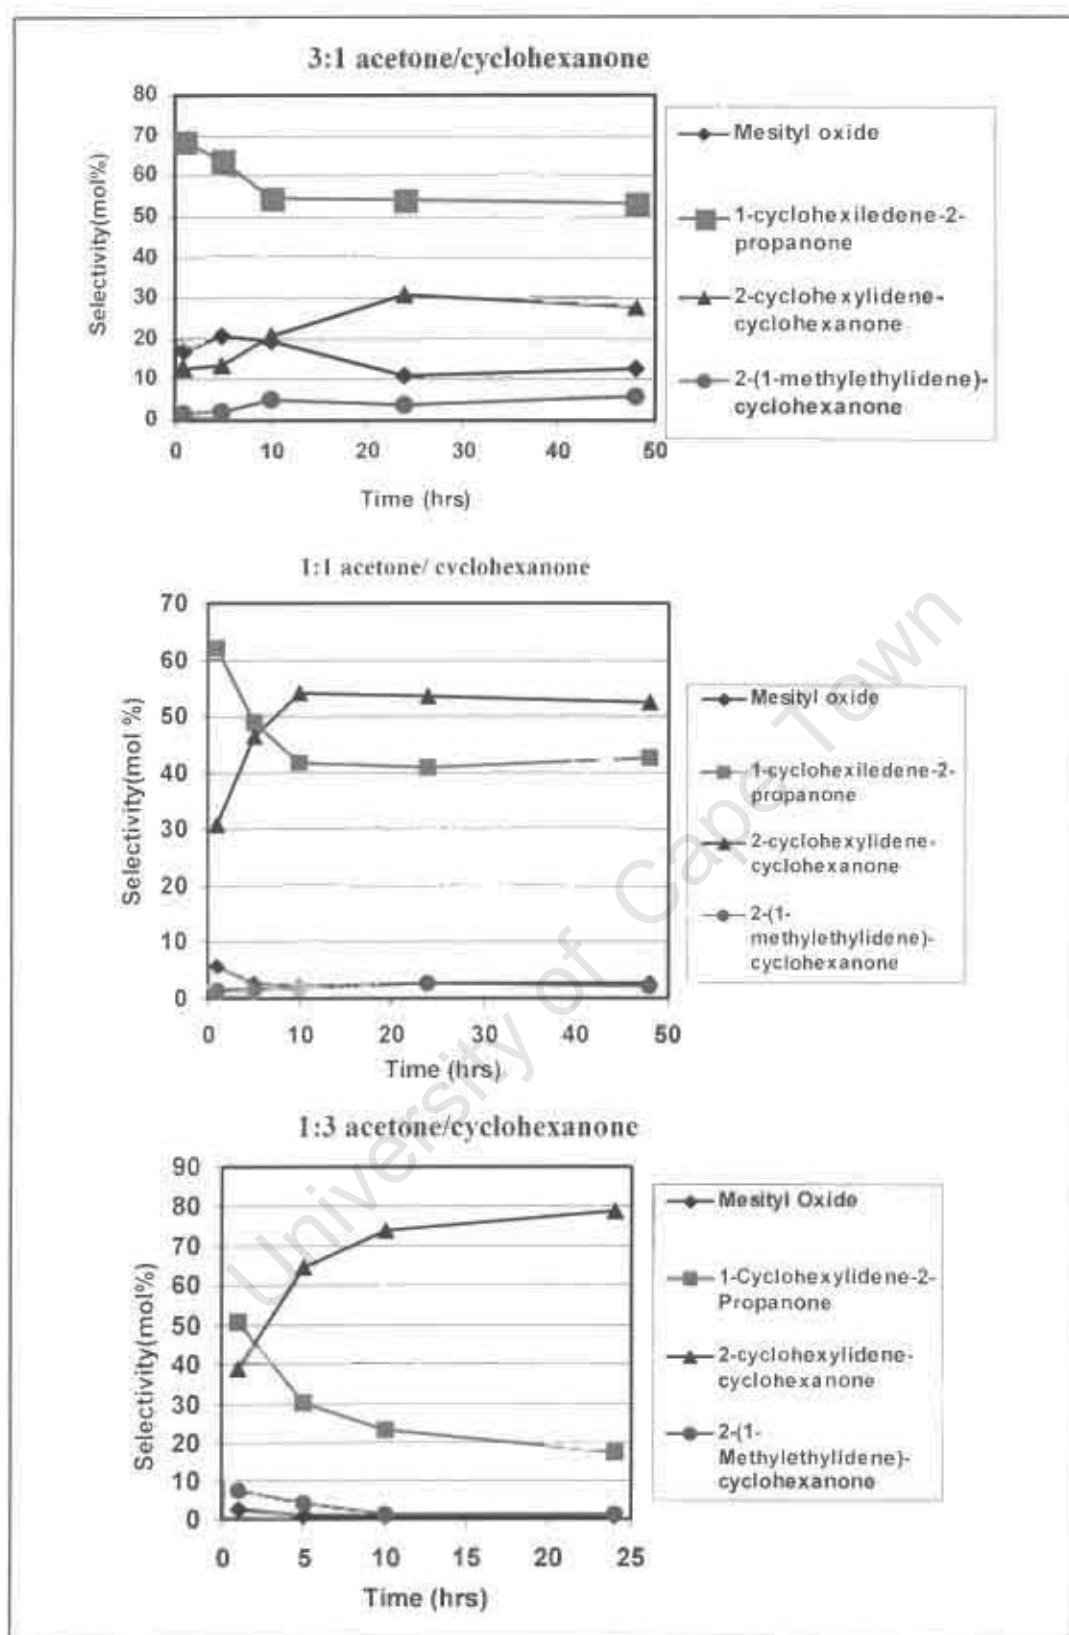 3:1 acetone/cyclohexanone
80
70
60
50
40
30
20
10
0
Selectivity(mol%)
0 10 20 30 40 50
Time (hrs)
Mesityl oxide
1-cyclohexiledene-2-
propanone
2-cyclohexylidene-
cyclohexanone
2-(1-methylethylidene)-
cyclohexanone
1:1 acetone/ cyclohexanone
70
60
50
40
30
20
10
0
Selectivity(mol %)
0 10 20 30 40 50
Time (hrs)
Mesityl oxide
1-cyclohexiledene-2-
propanone
2-cyclohexylidene-
cyclohexanone
2-(1-
methylethylidene)-
cyclohexanone
1:3 acetone/cyclohexanone
90
80
70
60
50
40
30
20
10
0
Selectivity(mol%)
0 5 10 15 20 25
Time (hrs)
Mesityl Oxide
1-Cyclohexylidene-2-
Propanone
2-cyclohexylidene-
cyclohexanone
2-(1-
Methylethylidene)-
cyclohexanone
University of Cape Town